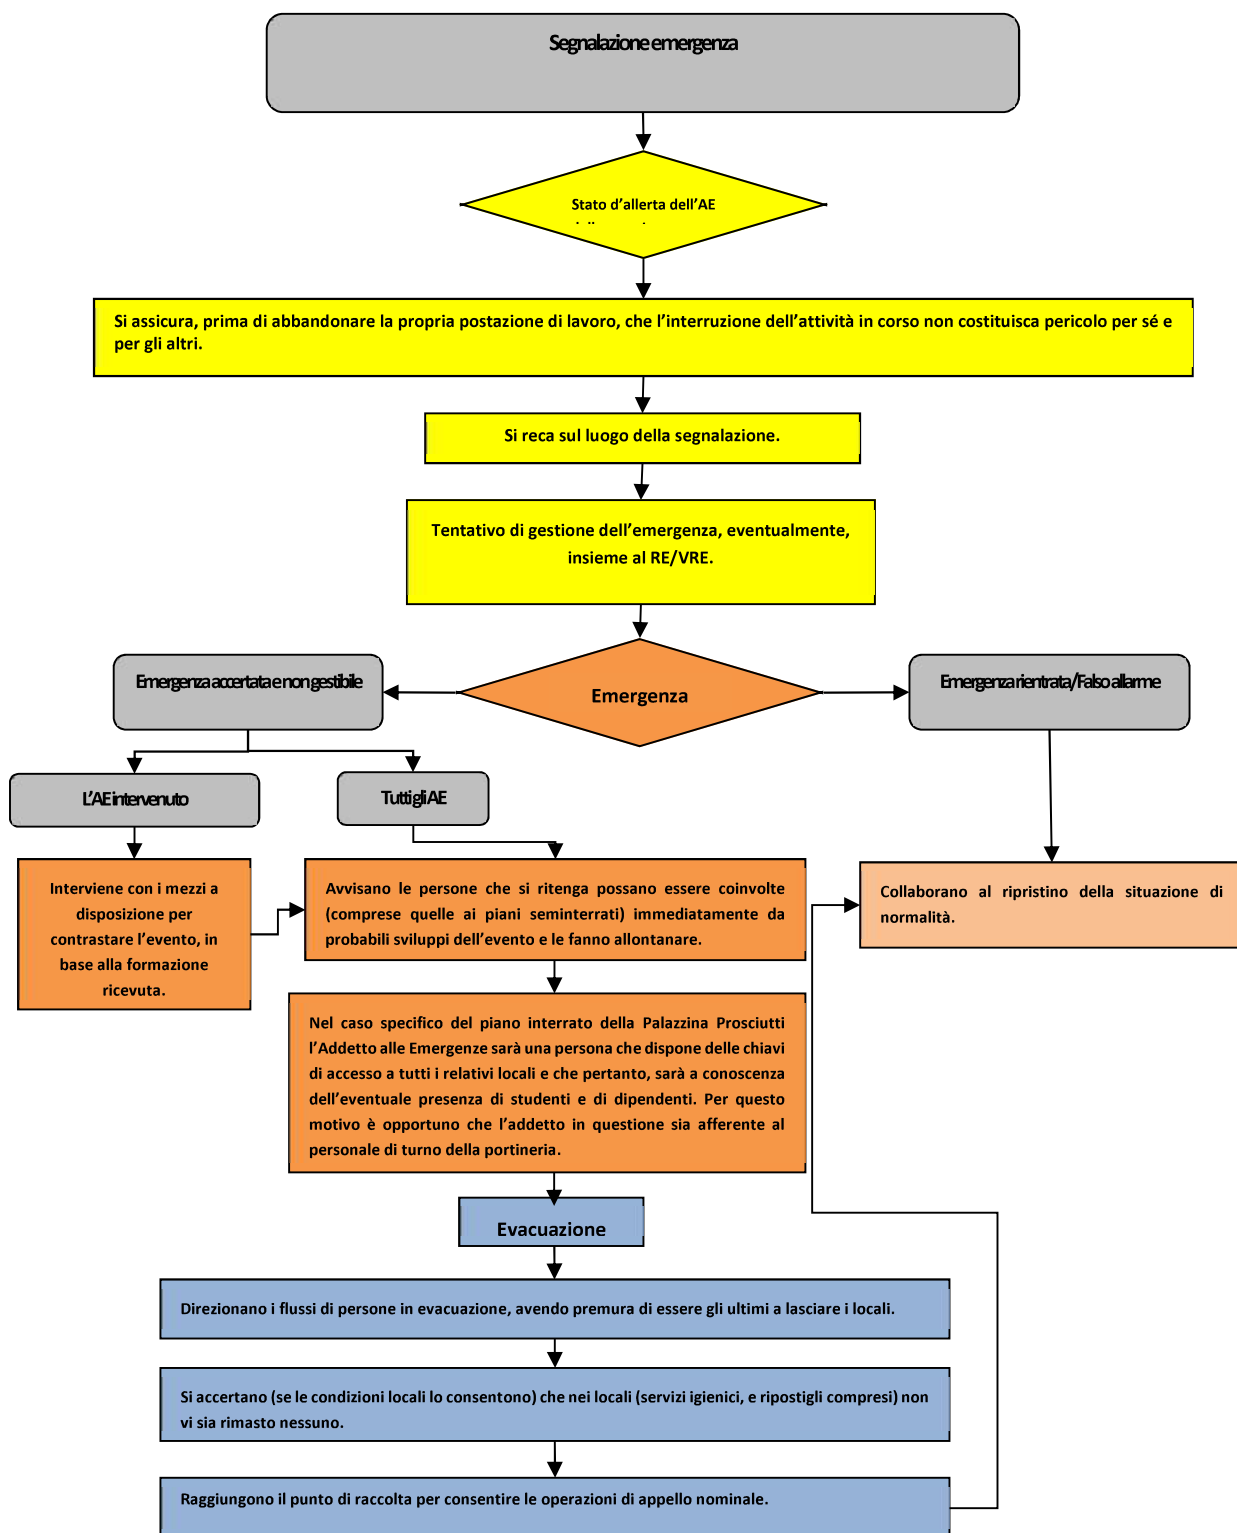 Segnalazione emergenza
Stato d’allerta dell’AE
Si assicura, prima di abbandonare la propria postazione di lavoro, che l’interruzione dell’attività in corso non costituisca pericolo per sé e
per gli altri.
Si reca sul luogo della segnalazione.
Tentativo di gestione dell’emergenza, eventualmente,
insieme al RE/VRE.
Emergenza accertata e non gestibile
Emergenza
Emergenza rientrata/Falso allarme
L’AE intervenuto
Tutti gli AE
Interviene con i mezzi a
disposizione per
contrastare l’evento, in
base alla formazione
ricevuta.
Avvisano le persone che si ritenga possano essere coinvolte
(comprese quelle ai piani seminterrati) immediatamente da
probabili sviluppi dell’evento e le fanno allontanare.
Collaborano al ripristino della situazione di
normalità.
Nel caso specifico del piano interrato della Palazzina Prosciutti
l’Addetto alle Emergenze sarà una persona che dispone delle chiavi
di accesso a tutti i relativi locali e che pertanto, sarà a conoscenza
dell’eventuale presenza di studenti e di dipendenti. Per questo
motivo è opportuno che l’addetto in questione sia afferente al
personale di turno della portineria.
Evacuazione
Direzionano i flussi di persone in evacuazione, avendo premura di essere gli ultimi a lasciare i locali.
Si accertano (se le condizioni locali lo consentono) che nei locali (servizi igienici, e ripostigli compresi) non
vi sia rimasto nessuno.
Raggiungono il punto di raccolta per consentire le operazioni di appello nominale.